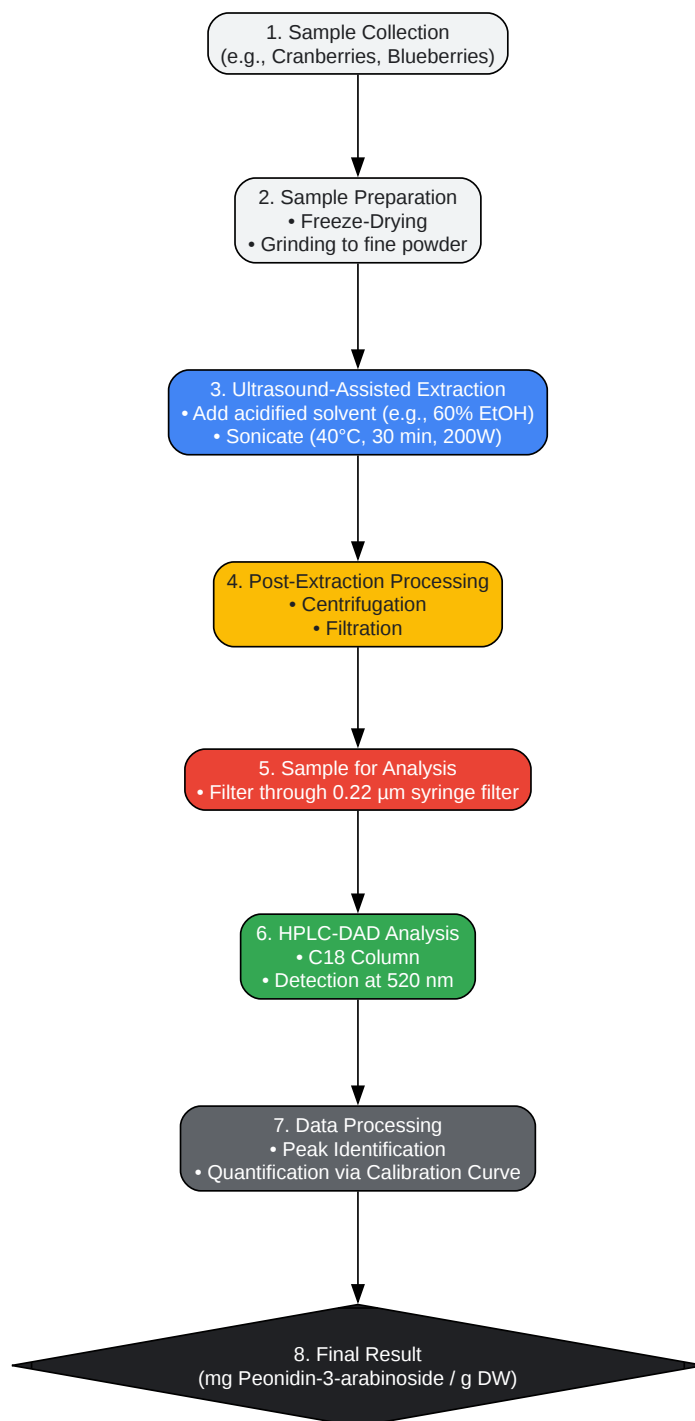 1. Sample Collection
(e.g., Cranberries, Blueberries)
2. Sample Preparation
• Freeze-Drying
• Grinding to fine powder
3. Ultrasound-Assisted Extraction
• Add acidified solvent (e.g., 60% EtOH)
• Sonicate (40°C, 30 min, 200W)
4. Post-Extraction Processing
• Centrifugation
• Filtration
5. Sample for Analysis
• Filter through 0.22 µm syringe filter
6. HPLC-DAD Analysis
• C18 Column
• Detection at 520 nm
7. Data Processing
• Peak Identification
• Quantification via Calibration Curve
8. Final Result
(mg Peonidin-3-arabinoside / g DW)